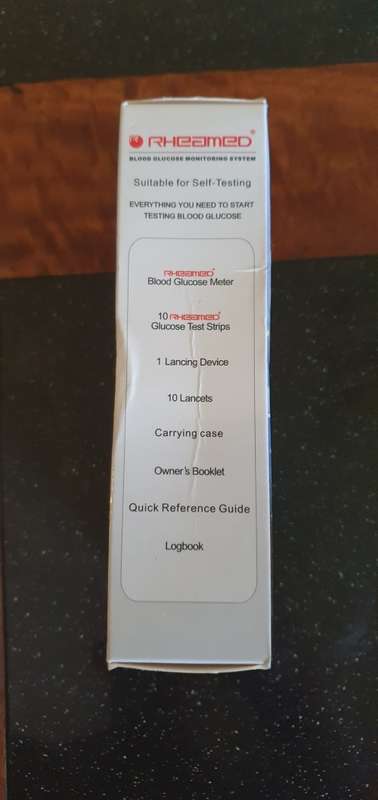 RHEAMED®
BLOOD GLUCOSE MONITORING SYSTEM
Suitable for Self-Testing
EVERYTHING YOU NEED TO START
TESTING BLOOD GLUCOSE
RHEAMED®
Blood Glucose Meter
10 RHEAMED®
Glucose Test Strips
1 Lancing Device
10 Lancets
Carrying case
Owner's Booklet
Quick Reference Guide
Logbook